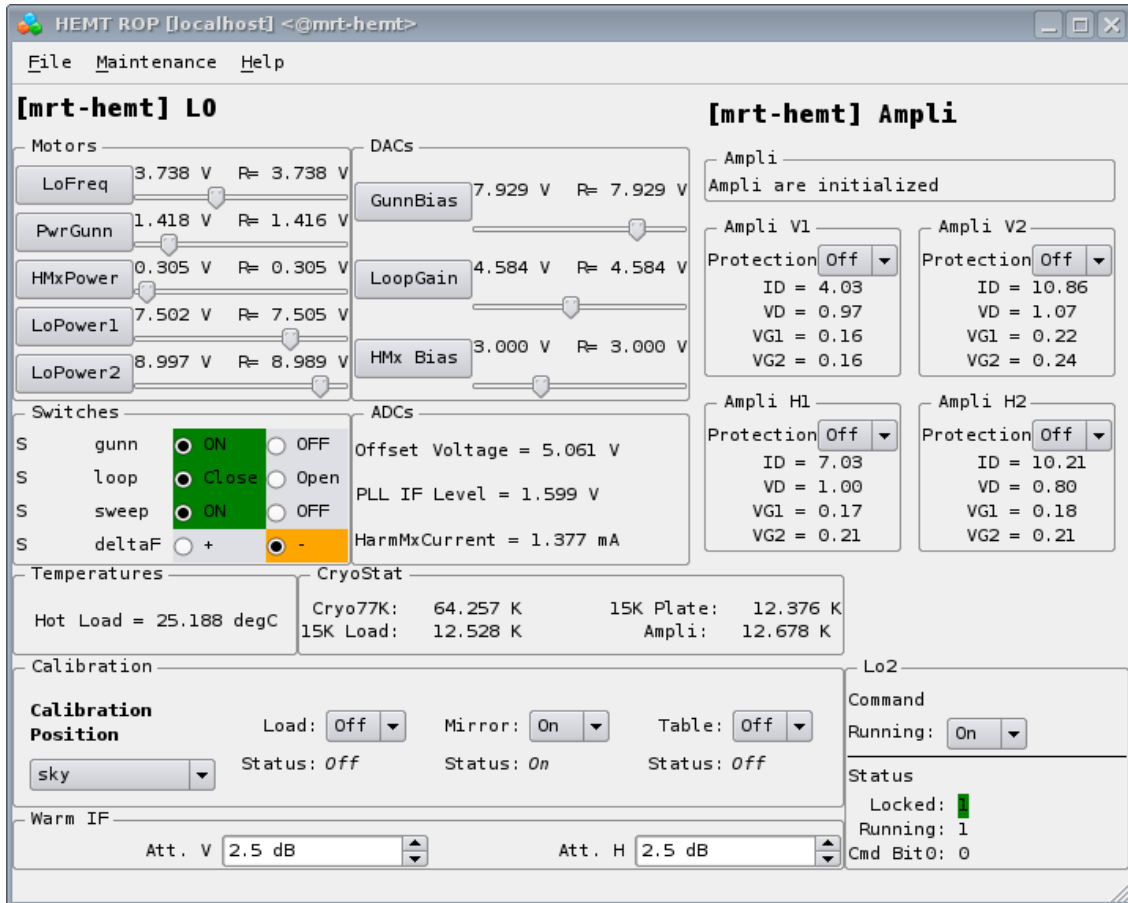 HEMT ROP [localhost] <@mrt-hemt>
File Maintenance Help
[mrt-hemt] LO
Motors
LoFreq 3.738 V R= 3.738 V
PwrGunn 1.418 V R= 1.416 V
HMxPower 0.305 V R= 0.305 V
LoPower1 7.502 V R= 7.505 V
LoPower2 8.997 V R= 8.989 V
DACs
GunnBias 7.929 V R= 7.929 V
LoopGain 4.584 V R= 4.584 V
HMx Bias 3.000 V R= 3.000 V
Switches
S gunn ON OFF
S loop Close Open
S sweep ON OFF
S deltaF + -
ADCs
Offset Voltage = 5.061 V
PLL IF Level = 1.599 V
HarmMxCurrent = 1.377 mA
[mrt-hemt] Ampli
Ampli
Ampli are initialized
Ampli V1
Protection Off
ID = 4.03
VD = 0.97
VG1 = 0.16
VG2 = 0.16
Ampli V2
Protection Off
ID = 10.86
VD = 1.07
VG1 = 0.22
VG2 = 0.24
Ampli H1
Protection Off
ID = 7.03
VD = 1.00
VG1 = 0.17
VG2 = 0.21
Ampli H2
Protection Off
ID = 10.21
VD = 0.80
VG1 = 0.18
VG2 = 0.21
Temperatures
Hot Load = 25.188 degC
CryoStat
Cryo77K: 64.257 K 15K Plate: 12.376 K
15K Load: 12.528 K Ampli: 12.678 K
Calibration
Calibration
Position
sky
Load: Off Mirror: On Table: Off
Status: Off Status: On Status: Off
Lo2
Command
Running: On
Status
Locked: 1
Running: 1
Cmd Bit0: 0
Warm IF
Att. V 2.5 dB Att. H 2.5 dB